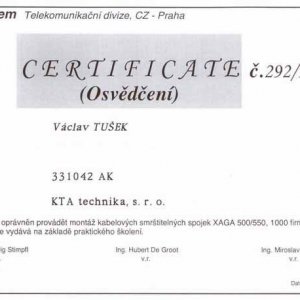 em Telekomunikační divize, CZ - Praha
CERTIFICATE č.292/
(Osvědčení)
Václav TUŠEK
331042 AK
KTA technika, s. r. o.
oprávněn provádět montáž kabelových smrštitelných spojek XAGA 500/550, 1000 firm
e vydává na základě praktického školení.
ig Stimpfl Ing. Hubert De Groot Ing. Miroslav
v.r. v.r.
Dat